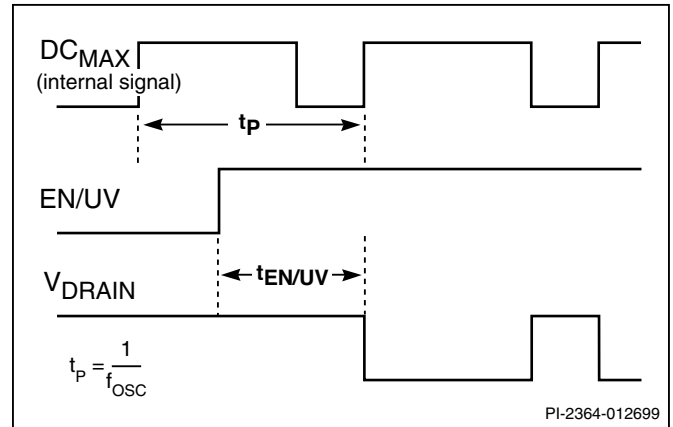 DCMAX
(internal signal)
tP
EN/UV
tEN/UV
VDRAIN
tP = 1
fOSC
PI-2364-012699